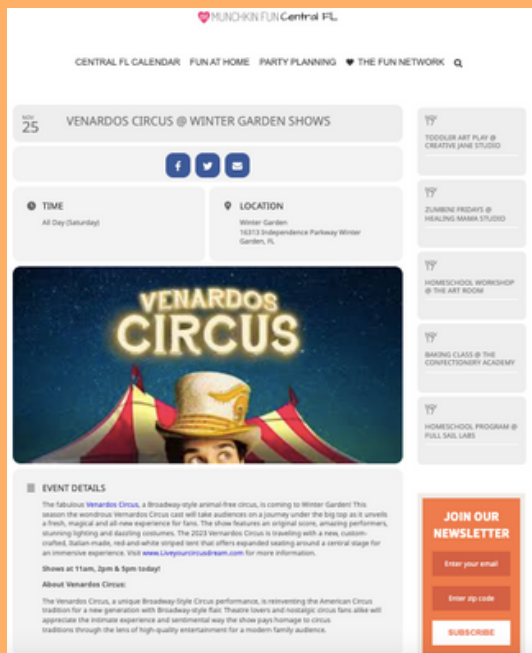 MUNCHKIN FUN Central FL
CENTRAL FL CALENDAR FUN AT HOME PARTY PLANNING THE FUN NETWORK
NOV
25
VENARDOS CIRCUS @ WINTER GARDEN SHOWS
TIME
All Day (Saturday)
LOCATION
Winter Garden
16313 Independence Parkway Winter
Garden, FL
VENARDOS
CIRCUS
EVENT DETAILS
The fabulous Venardos Circus, a Broadway-style animal-free circus, is coming to Winter Garden! This
season the wondrous Venardos Circus cast will take audiences on a journey under the big top as it unveils
a fresh, magical and all-new experience for fans. The show features an original score, amazing performers,
stunning lighting and dazzling costumes. The 2023 Vernardos Circus is traveling with a new, custom-
crafted, Italian-made, red-and-white striped tent that offers expanded seating around a central stage for
an immersive experience. Visit www.Liveyourcircusdream.com for more information.
Shows at 11am, 2pm & 5pm today!
About Venardos Circus:
The Venardos Circus, a unique Broadway-Style Circus performance, is reinventing the American Circus
tradition for a new generation with Broadway-style flair. Theatre lovers and nostalgic circus fans alike will
appreciate the intimate experience and sentimental way the show pays homage to circus
traditions through the lens of high-quality entertainment for a modern family audience.
TODDLER ART PLAY @
CREATIVE JANE STUDIO
ZUMBINI FRIDAYS @
HEALING MAMA STUDIO
HOMESCHOOL WORKSHOP
@ THE ART ROOM
BAKING CLASS @ THE
CONFECTIONERY ACADEMY
HOMESCHOOL PROGRAM @
FULL SAIL LABS
JOIN OUR
NEWSLETTER
Enter your email
Enter zip code
SUBSCRIBE